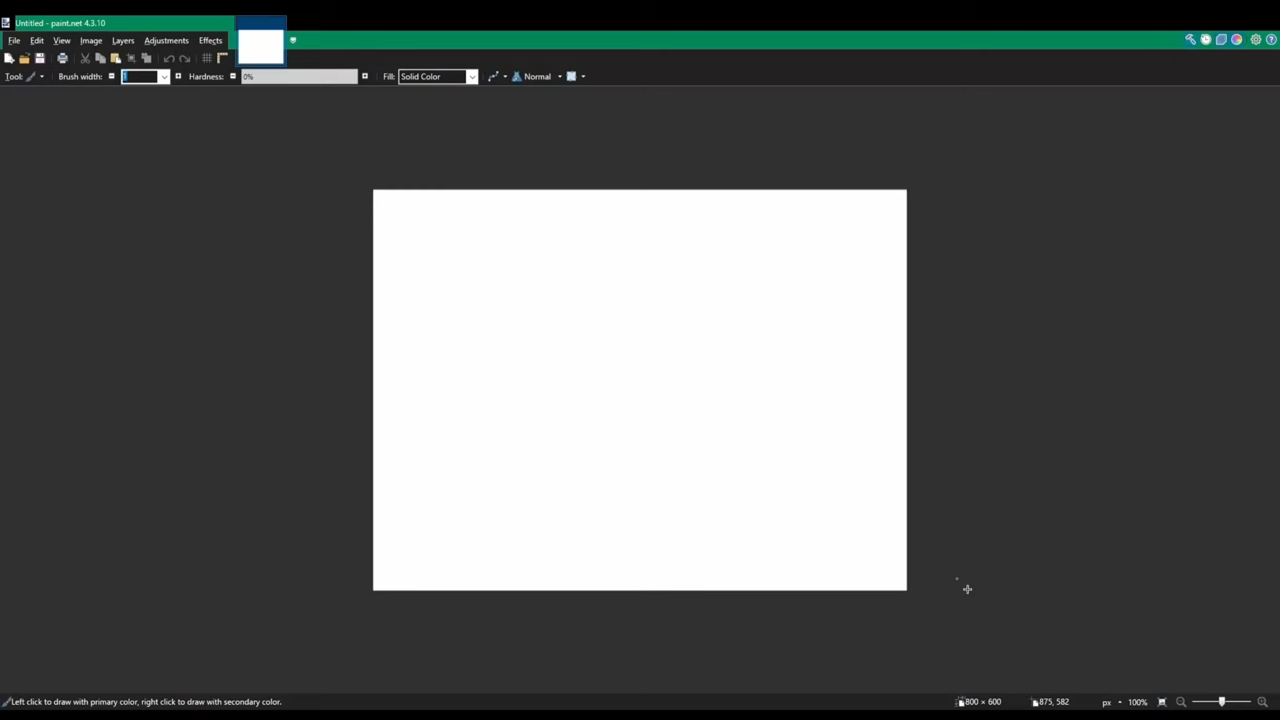 Untitled - paint.net 4.3.10
File Edit View Image Layers Adjustments Effects
Tool: Brush width: Hardness: 0% Fill: Solid Color Normal
Left click to draw with primary color, right click to draw with secondary color. 800 × 600 875, 582 px 100%